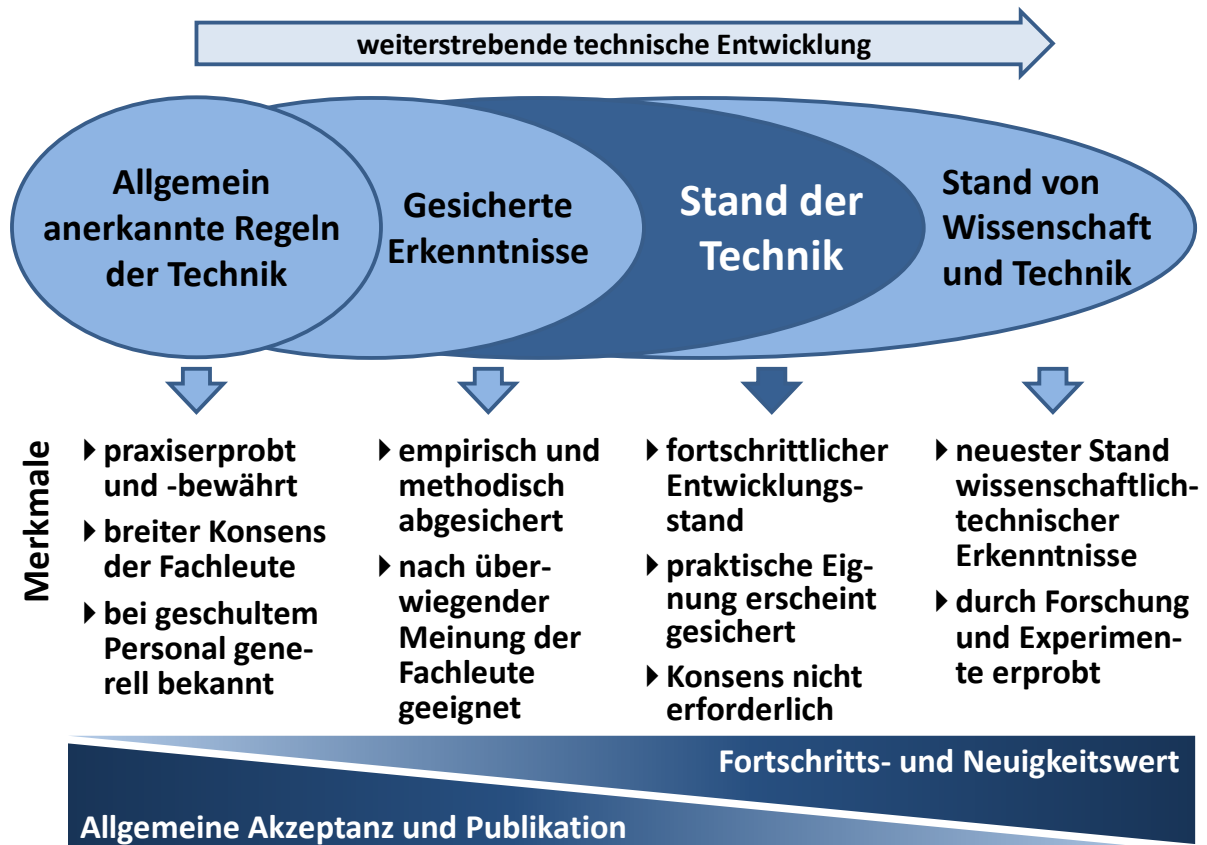 weiterstrebende technische Entwicklung
Allgemein
anerkannte Regeln
der Technik
Gesicherte
Erkenntnisse
Stand der
Technik
Stand von
Wissenschaft
und Technik
Merkmale
praxiserprobt
und -bewährt
breiter Konsens
der Fachleute
bei geschultem
Personal gene-
rell bekannt
empirisch und
methodisch
abgesichert
nach über-
wiegender
Meinung der
Fachleute
geeignet
fortschrittlicher
Entwicklungs-
stand
praktische Eig-
nung erscheint
gesichert
Konsens nicht
erforderlich
neuester Stand
wissenschaftlich-
technischer
Erkenntnisse
durch Forschung
und Experimen-
te erprobt
Fortschritts- und Neuigkeitswert
Allgemeine Akzeptanz und Publikation